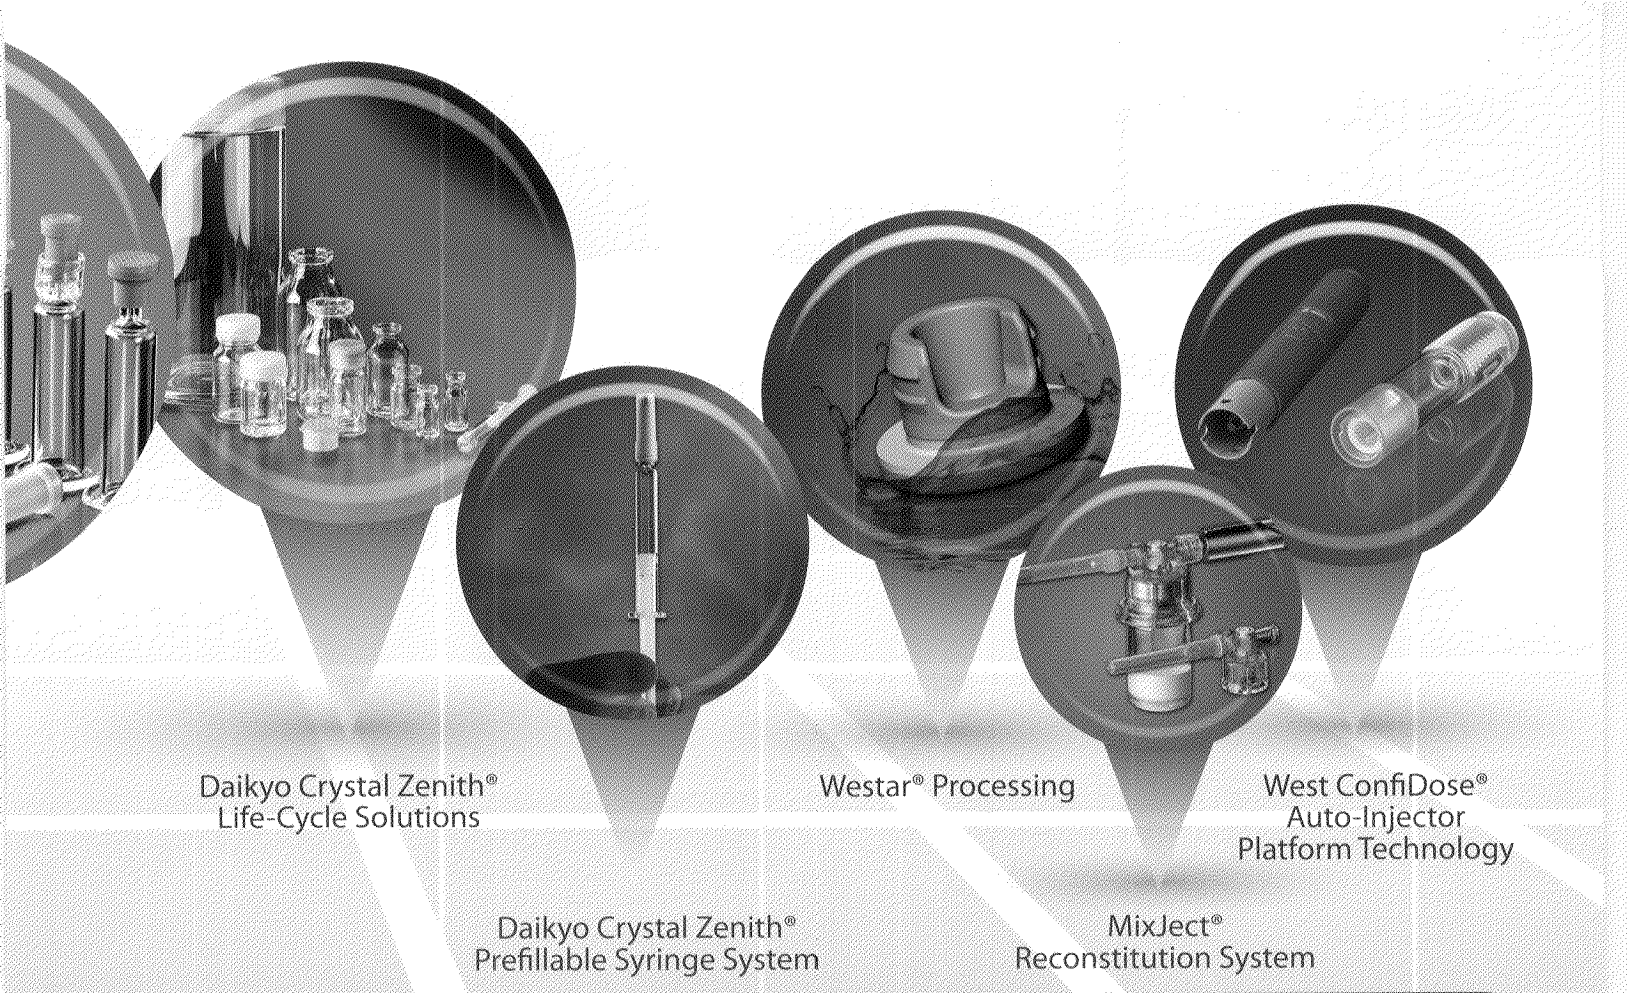 Daikyo Crystal Zenith®
Life-Cycle Solutions
Daikyo Crystal Zenith®
Prefillable Syringe System
Westar® Processing
MixJect®
Reconstitution System
West ConfiDose®
Auto-Injector
Platform Technology